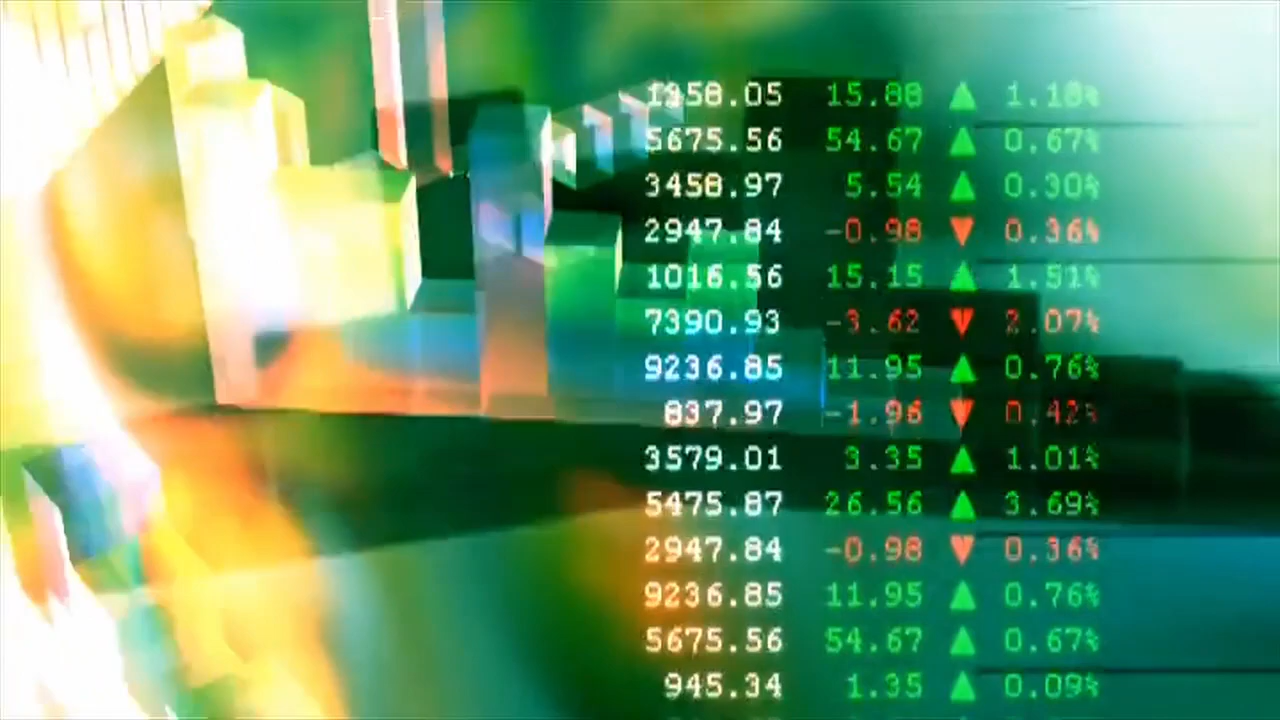 1358.05 15.88 ▲ 1.18%
5675.56 54.67 ▲ 0.67%
3458.97 5.54 ▲ 0.30%
2947.84 -0.98 ▼ 0.36%
1016.56 15.15 ▲ 1.51%
7390.93 -3.62 ▼ 2.07%
9236.85 11.95 ▲ 0.76%
837.97 -1.96 ▼ 0.42%
3579.01 3.35 ▲ 1.01%
5475.87 26.56 ▲ 3.69%
2947.84 -0.98 ▼ 0.36%
9236.85 11.95 ▲ 0.76%
5675.56 54.67 ▲ 0.67%
945.34 1.35 ▲ 0.09%